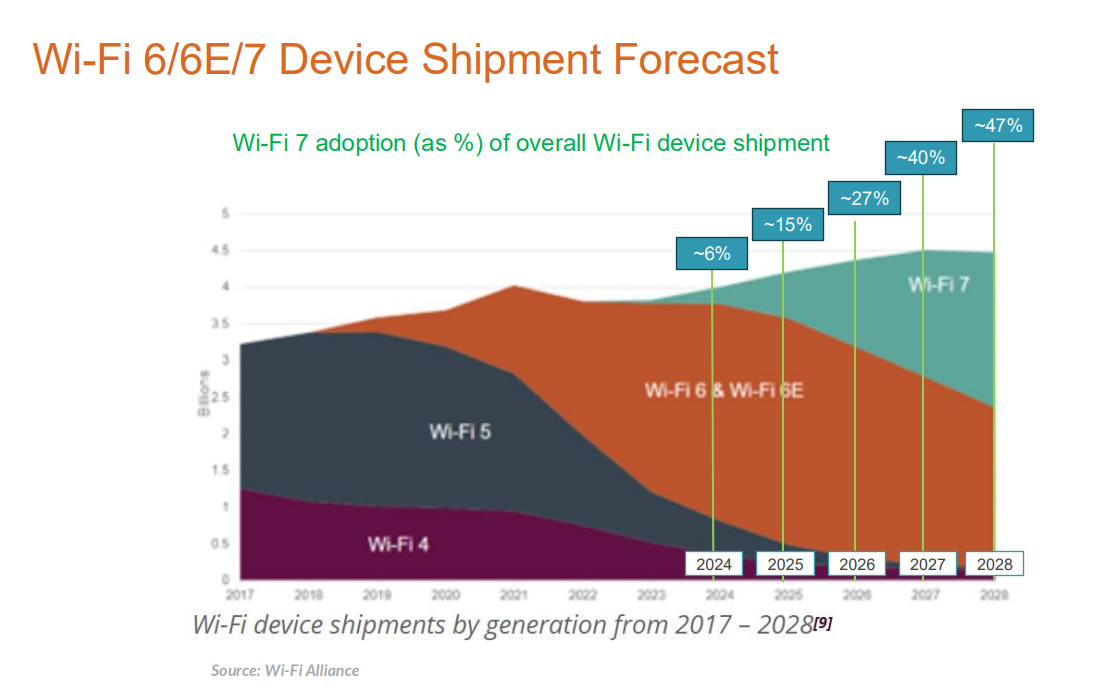 Wi-Fi 6/6E/7 Device Shipment Forecast
Wi-Fi 7 adoption (as %) of overall Wi-Fi device shipment
~6%
~15%
~27%
~40%
~47%
5
4.5
4
3.5
3
2.5
2
1.5
1
0.5
0
Billions
Wi-Fi 7
Wi-Fi 6 & Wi-Fi 6E
Wi-Fi 5
Wi-Fi 4
2024
2025
2026
2027
2028
2017 2018 2019 2020 2021 2022 2023 2024 2025 2026 2027 2028
Wi-Fi device shipments by generation from 2017 – 2028[9]
Source: Wi-Fi Alliance